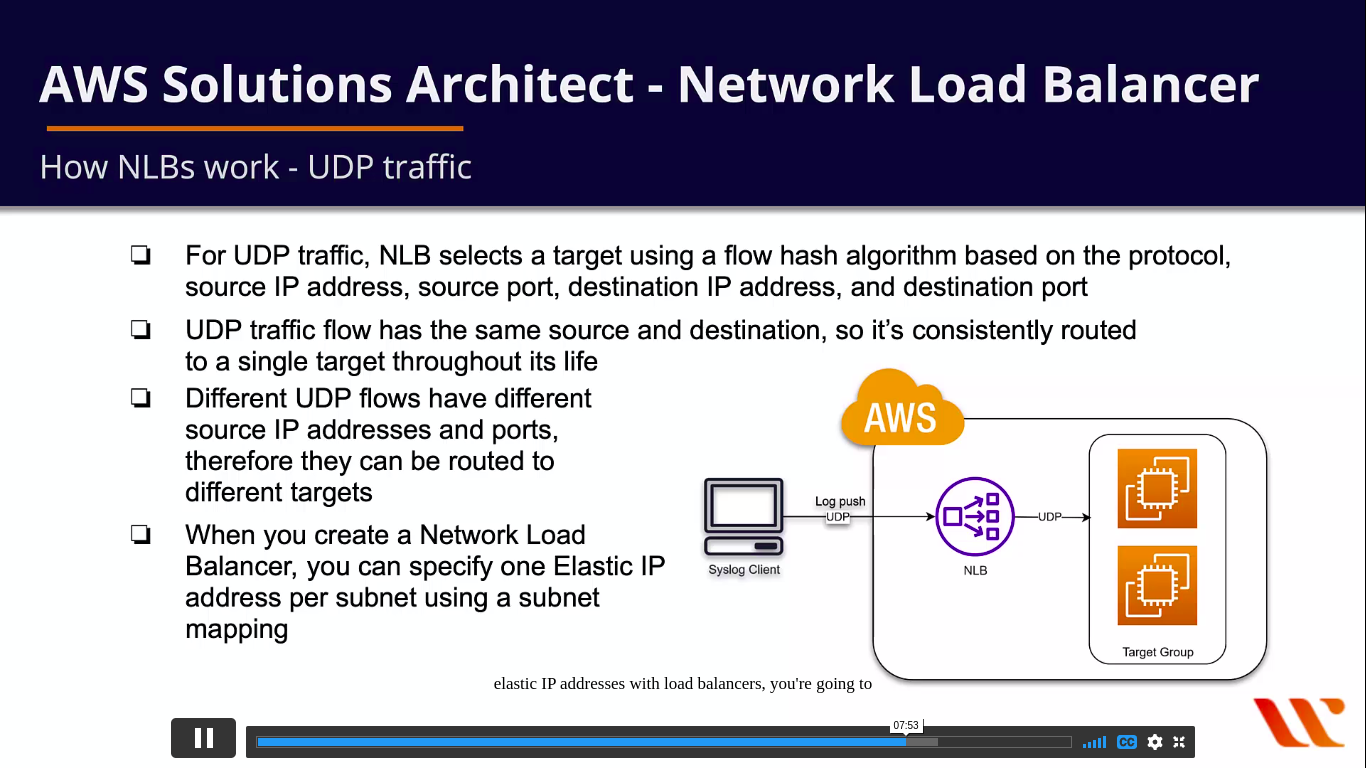 AWS Solutions Architect - Network Load Balancer
How NLBs work - UDP traffic
For UDP traffic, NLB selects a target using a flow hash algorithm based on the protocol,
source IP address, source port, destination IP address, and destination port
UDP traffic flow has the same source and destination, so it's consistently routed
to a single target throughout its life
Different UDP flows have different
source IP addresses and ports,
therefore they can be routed to
different targets
When you create a Network Load
Balancer, you can specify one Elastic IP
address per subnet using a subnet
mapping
AWS
Log push
UDP
UDP
Syslog Client
NLB
Target Group
elastic IP addresses with load balancers, you're going to
07:53
CC